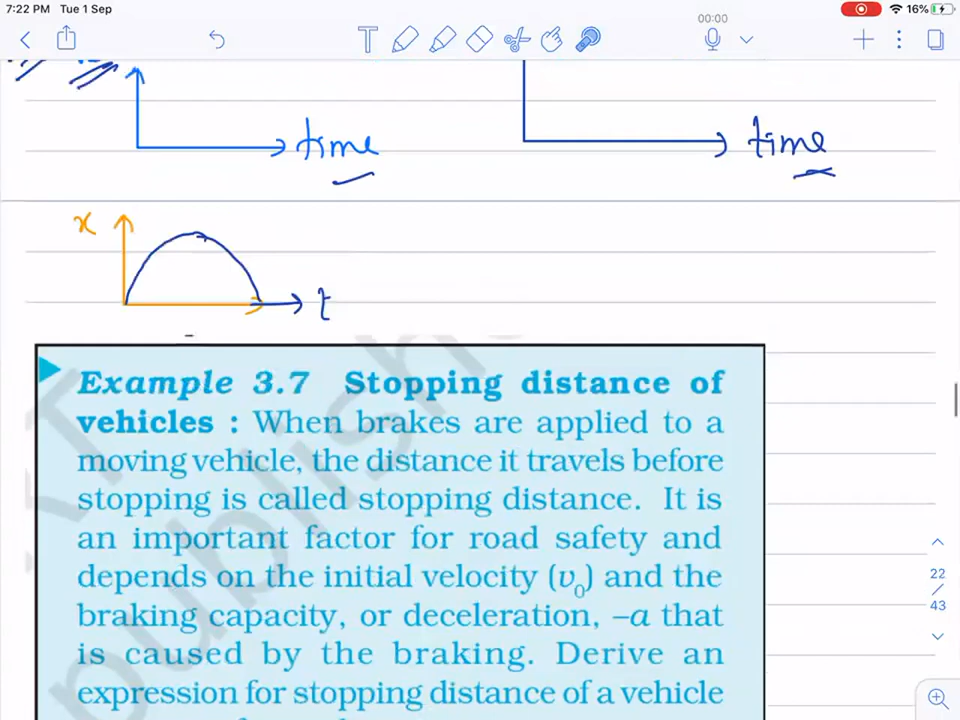 7:22 PM Tue 1 Sep
16%
00:00
T
time
time
x
t
Example 3.7 Stopping distance of
vehicles : When brakes are applied to a
moving vehicle, the distance it travels before
stopping is called stopping distance. It is
an important factor for road safety and
depends on the initial velocity (v₀) and the
braking capacity, or deceleration, –a that
is caused by the braking. Derive an
expression for stopping distance of a vehicle
22
/
43
publish